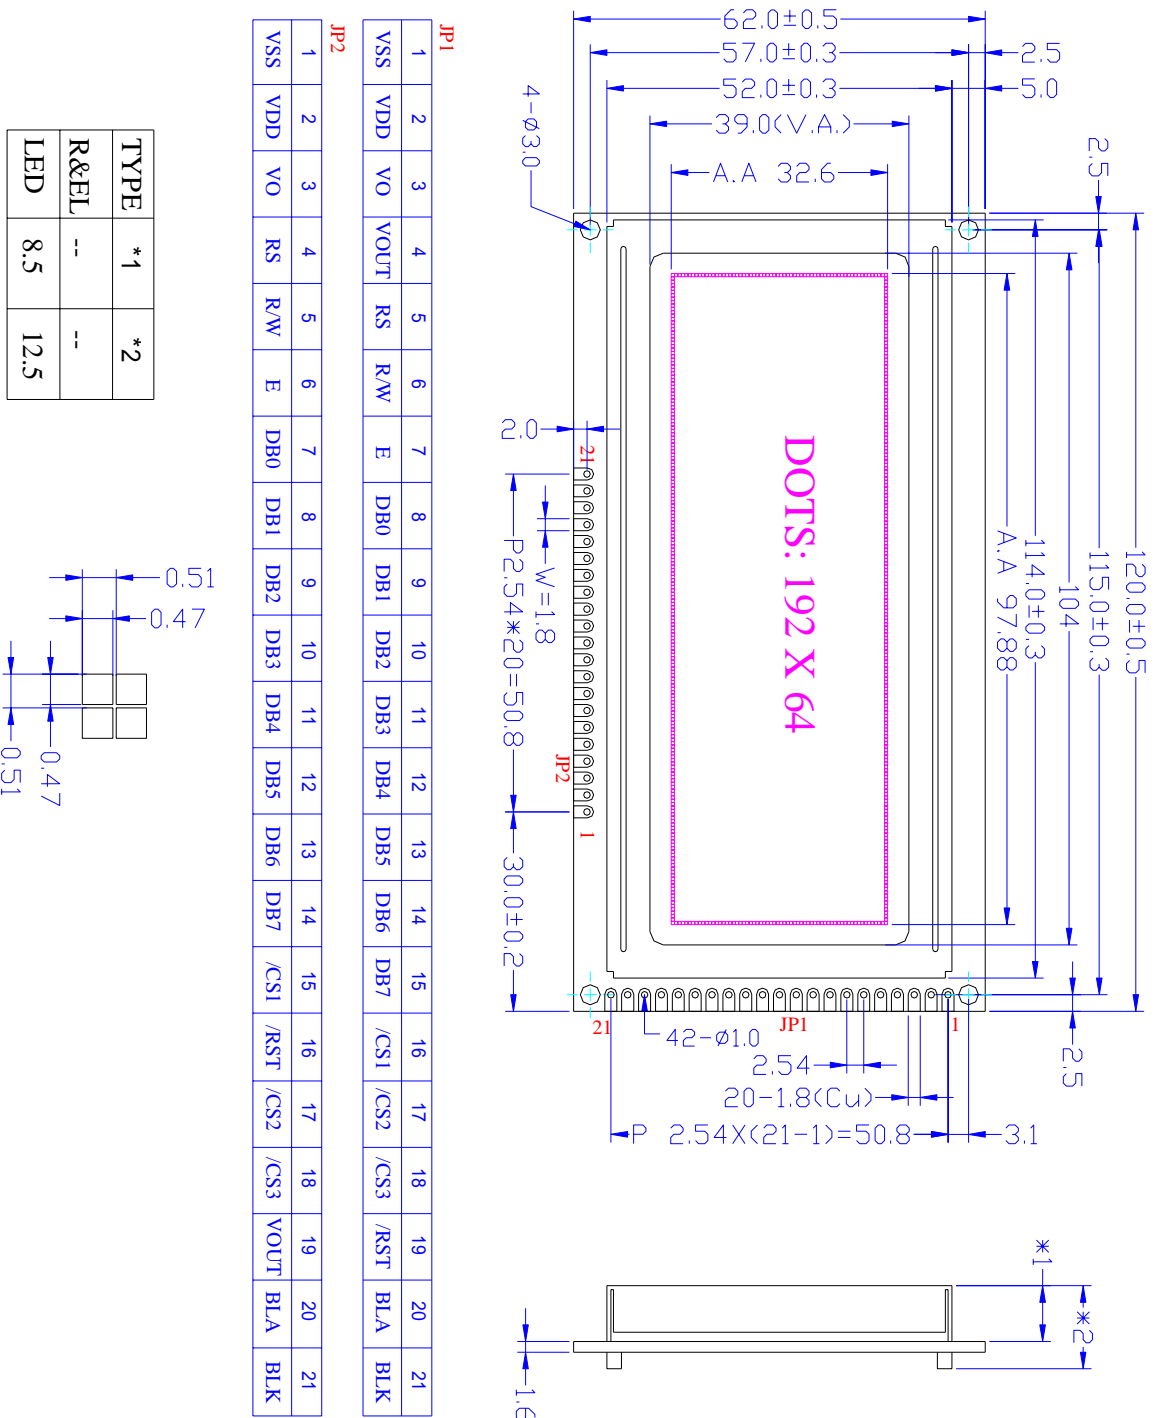 120.0±0.5
115.0±0.3
114.0±0.3
104
A.A 97.88
2.5
2.5
62.0±0.5
57.0±0.3
52.0±0.3
39.0(V.A.)
A.A 32.6
2.5
5.0
4-ø3.0
DOTS: 192 X 64
2.0
21
W=1.8
P2.54*20=50.8
JP2
1
30.0±0.2
1
JP1
21
42-ø1.0
2.54
20-1.8(Cu)
P 2.54X(21-1)=50.8
3.1
*1
*2
JP1
1 2 3 4 5 6 7 8 9 10 11 12 13 14 15 16 17 18 19 20 21
VSS VDD VO VOUT RS R/W E DB0 DB1 DB2 DB3 DB4 DB5 DB6 DB7 /CS1 /CS2 /CS3 /RST BLA BLK
JP2
1 2 3 4 5 6 7 8 9 10 11 12 13 14 15 16 17 18 19 20 21
VSS VDD VO RS R/W E DB0 DB1 DB2 DB3 DB4 DB5 DB6 DB7 /CS1 /RST /CS2 /CS3 VOUT BLA BLK
TYPE *1 *2
R&EL -- --
LED 8.5 12.5
0.51
0.47
0.47
0.51